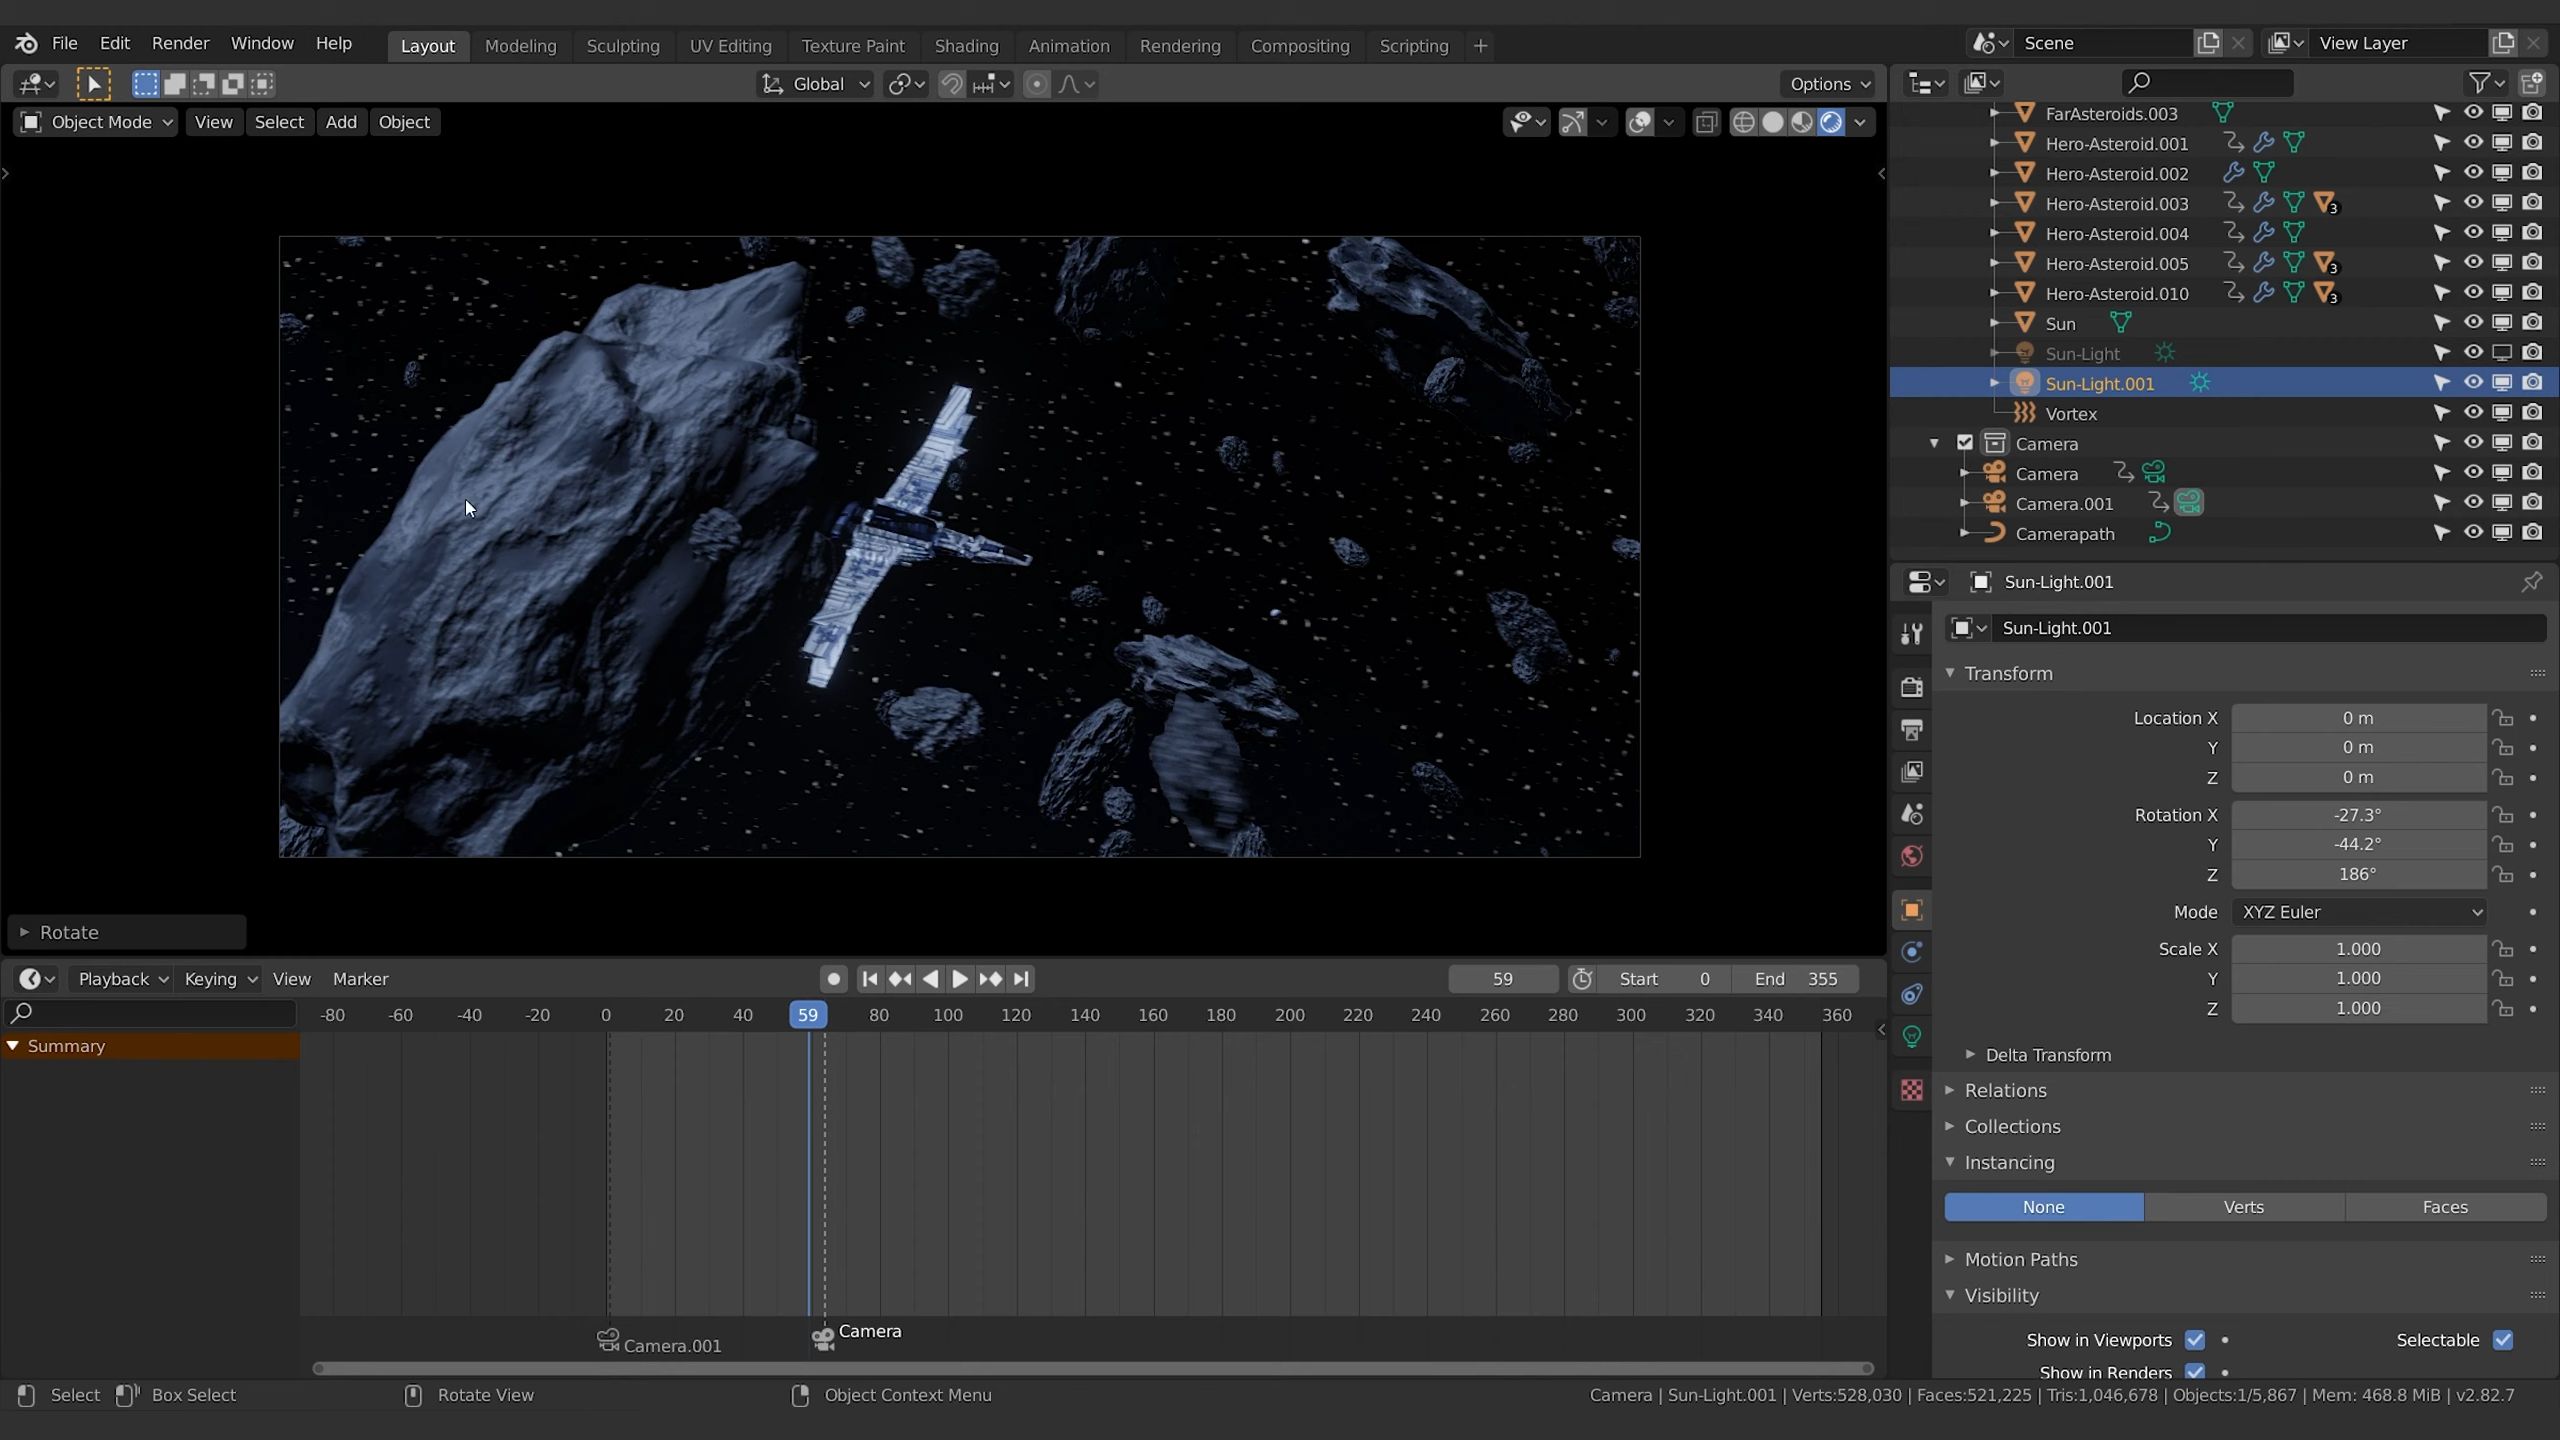 File Edit Render Window Help Layout Modeling Sculpting UV Editing Texture Paint Shading Animation Rendering Compositing Scripting + Scene View Layer
Global Options
Object Mode View Select Add Object
FarAsteroids.003
Hero-Asteroid.001
Hero-Asteroid.002
Hero-Asteroid.003 3
Hero-Asteroid.004
Hero-Asteroid.005 3
Hero-Asteroid.010 3
Sun
Sun-Light
Sun-Light.001
Vortex
Camera
Camera
Camera.001
Camerapath
Sun-Light.001
Sun-Light.001
Transform
Location X 0 m
Y 0 m
Z 0 m
Rotation X -27.3°
Y -44.2°
Z 186°
Mode XYZ Euler
Scale X 1.000
Y 1.000
Z 1.000
Delta Transform
Relations
Collections
Instancing
None Verts Faces
Motion Paths
Visibility
Show in Viewports Selectable
Show in Renders
Rotate
Playback Keying View Marker 59 Start 0 End 355
-80 -60 -40 -20 0 20 40 59 80 100 120 140 160 180 200 220 240 260 280 300 320 340 360
Summary
Camera.001 Camera
Select Box Select Rotate View Object Context Menu Camera | Sun-Light.001 | Verts:528,030 | Faces:521,225 | Tris:1,046,678 | Objects:1/5,867 | Mem: 468.8 MiB | v2.82.7